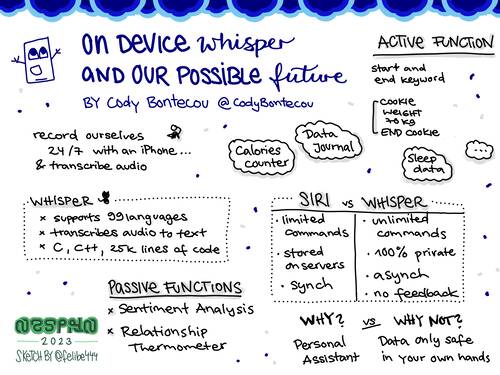 ON DEVICE whisper
AND OUR POSSIBLE future
BY Cody Bontecou @codyBontecou
ACTIVE FUNCTION
start and
end keyword
COOKIE
WEIGHT
70 KG
END COOKIE
record ourselves
24/7 with an iPhone...
& transcribe audio
Calories
counter
Data
Journal
Sleep
data
...
WHISPER
× supports 99 languages
× transcribes audio to text
× C, C++, 25k lines of code
SIRI vs WHISPER
• limited
commands
• stored
on servers
• synch
• unlimited
commands
• 100% private
• asynch
• no feedback
PASSIVE FUNCTIONS
× Sentiment Analysis
× Relationship
Thermometer
WHY? vs WHY NOT?
Personal
Assistant
Data only safe
in your own hands
2023
SKETCH BY @felibe444